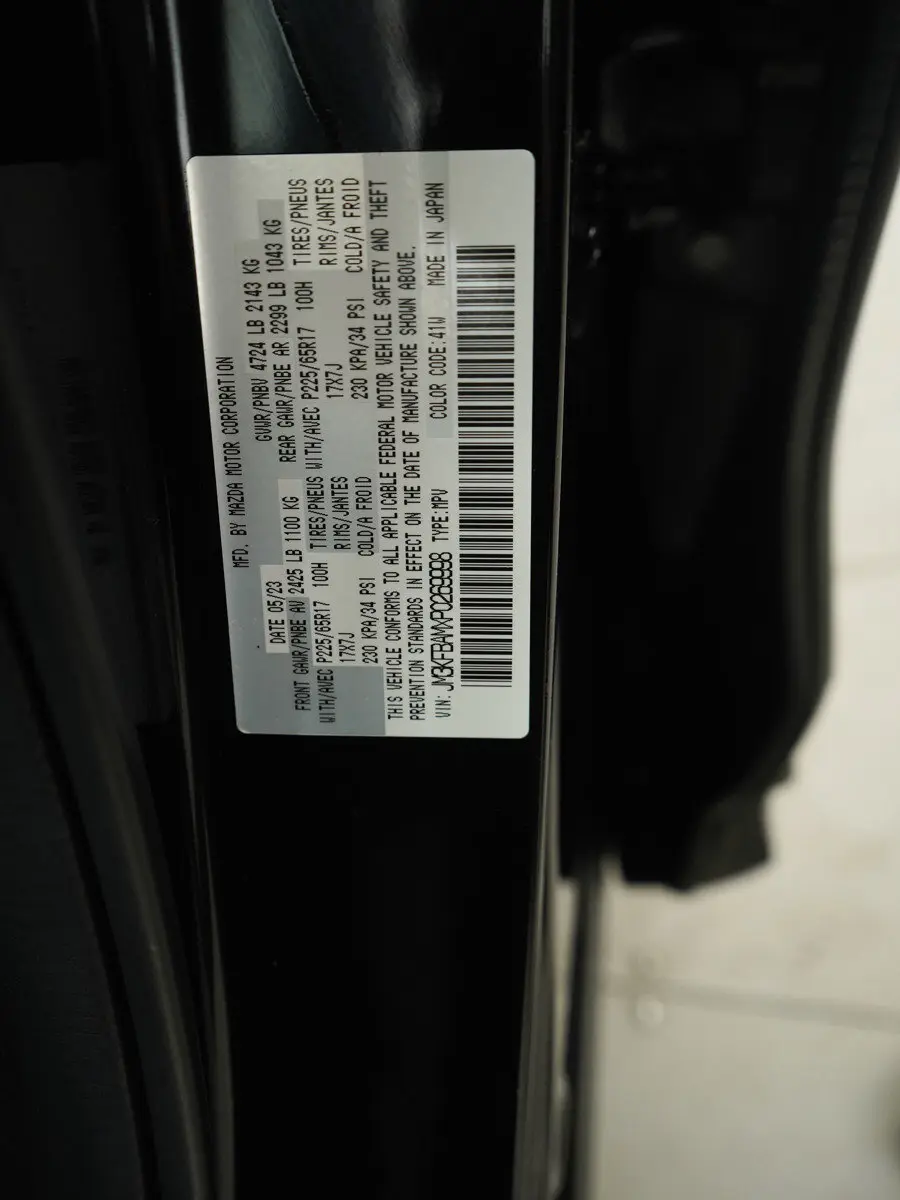 MFD. BY MAZDA MOTOR CORPORATION
DATE 05/23 GVWR/PNBV 4724 LB 2143 KG
FRONT GAWR/PNBE AV 2425 LB 1100 KG REAR GAWR/PNBE AR 2299 LB 1043 KG
WITH/AVEC P225/65R17 100H TIRES/PNEUS WITH/AVEC P225/65R17 100H TIRES/PNEUS
17X7J RIMS/JANTES 17X7J RIMS/JANTES
230 KPA/34 PSI COLD/A FROID 230 KPA/34 PSI COLD/A FROID
THIS VEHICLE CONFORMS TO ALL APPLICABLE FEDERAL MOTOR VEHICLE SAFETY AND THEFT
PREVENTION STANDARDS IN EFFECT ON THE DATE OF MANUFACTURE SHOWN ABOVE.
VIN: JM3KFBAMXP0269998 TYPE:MPV COLOR CODE:41W MADE IN JAPAN